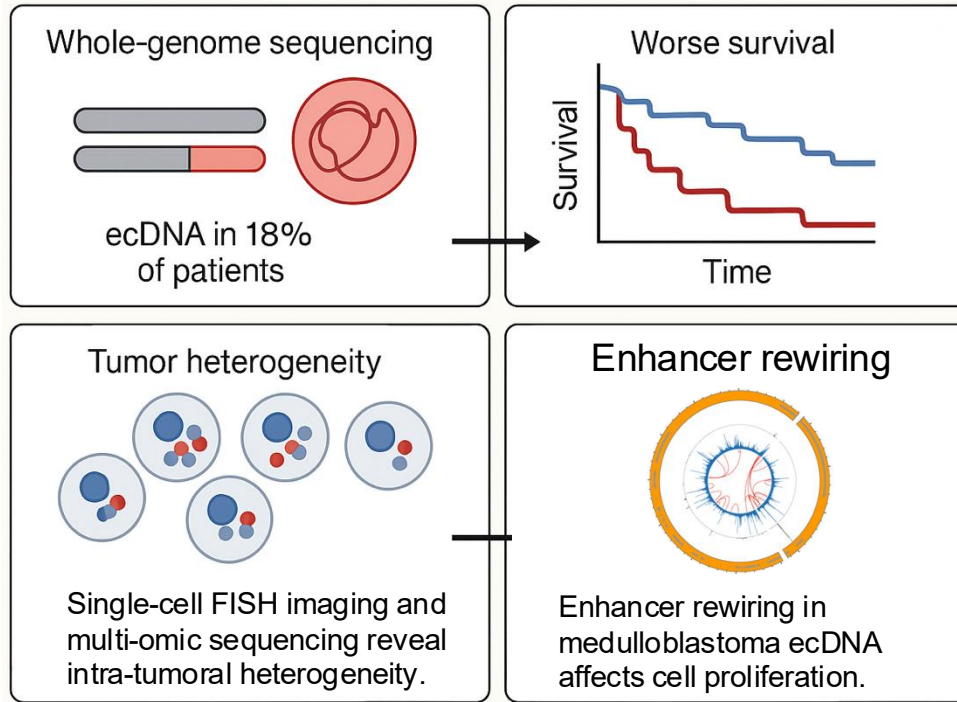 Whole-genome sequencing
ecDNA in 18%
of patients
Worse survival
Survival
Time
Tumor heterogeneity
Single-cell FISH imaging and
multi-omic sequencing reveal
intra-tumoral heterogeneity.
Enhancer rewiring
Enhancer rewiring in
medulloblastoma ecDNA
affects cell proliferation.